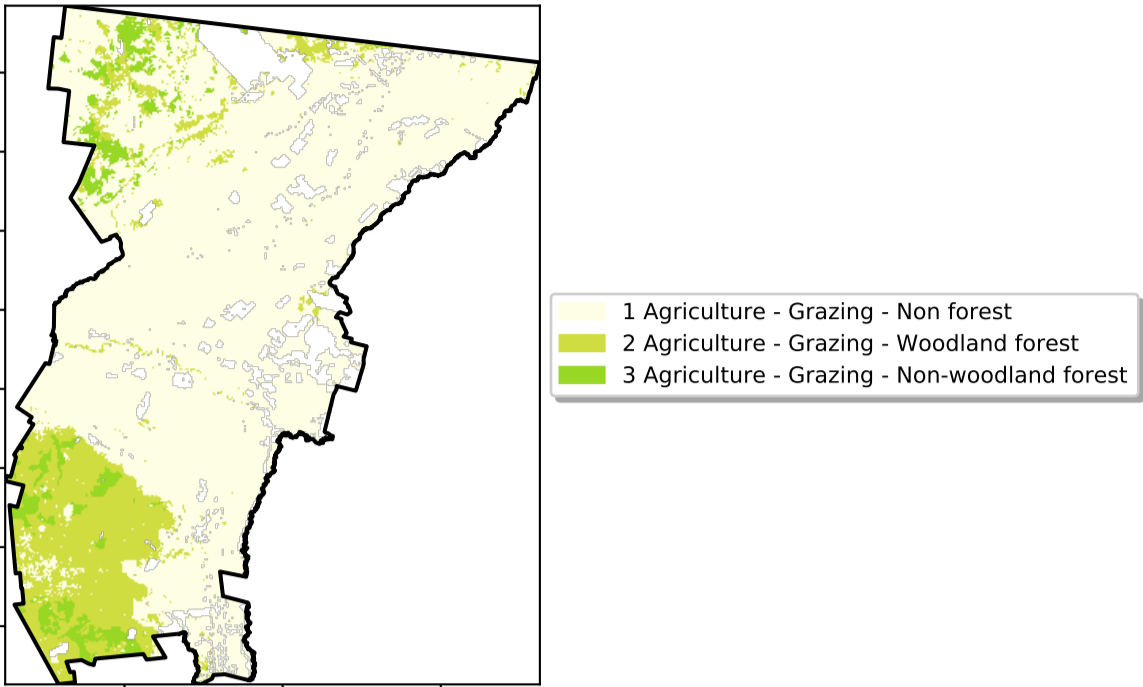 1 Agriculture - Grazing - Non forest
2 Agriculture - Grazing - Woodland forest
3 Agriculture - Grazing - Non-woodland forest